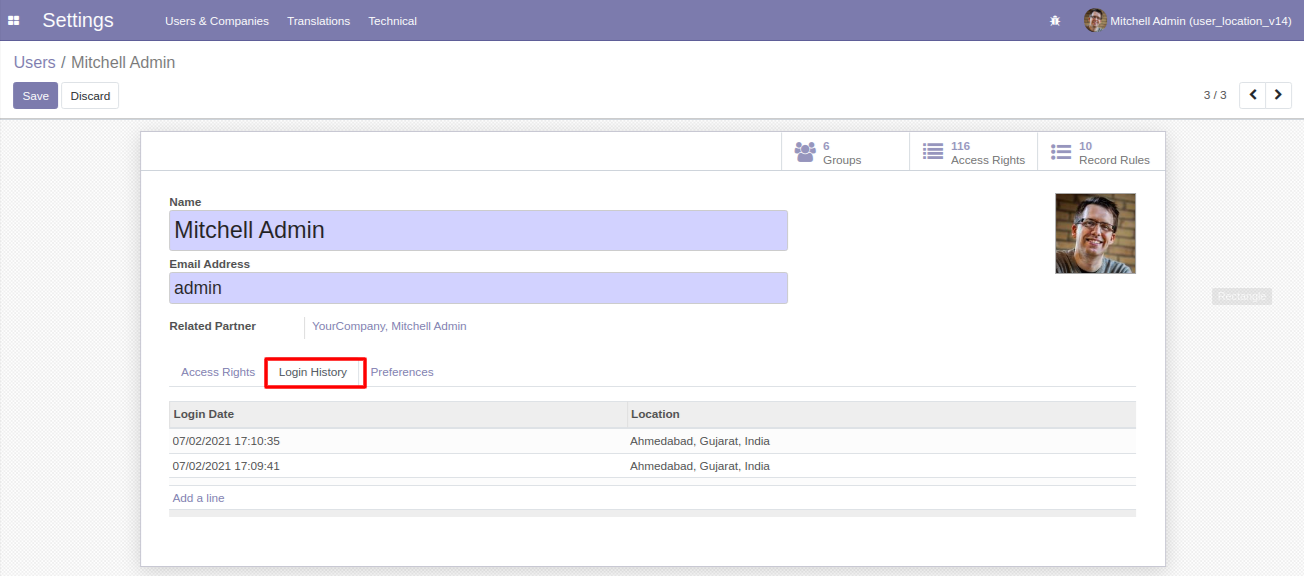 Settings Users & Companies Translations Technical Mitchell Admin (user_location_v14)
Users / Mitchell Admin
Save Discard 3 / 3
6 Groups
116 Access Rights
10 Record Rules
Name
Mitchell Admin
Email Address
admin
Rectangle
Related Partner YourCompany, Mitchell Admin
Access Rights Login History Preferences
Login Date Location
07/02/2021 17:10:35 Ahmedabad, Gujarat, India
07/02/2021 17:09:41 Ahmedabad, Gujarat, India
Add a line